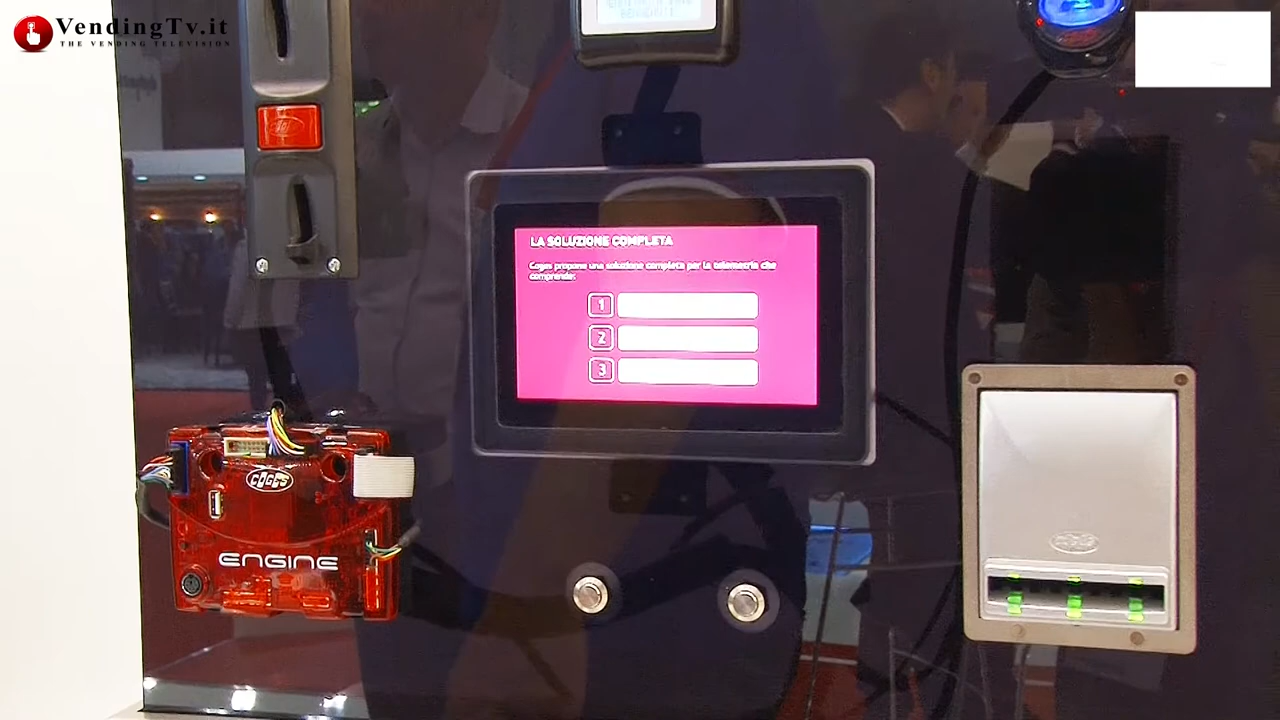 VendingTv.it
THE VENDING TELEVISION
LA SOLUZIONE COMPLETA
Coges propone una soluzione completa per la telemetria che
comprende:
1
2
3
COGES
ENGINE
COGES